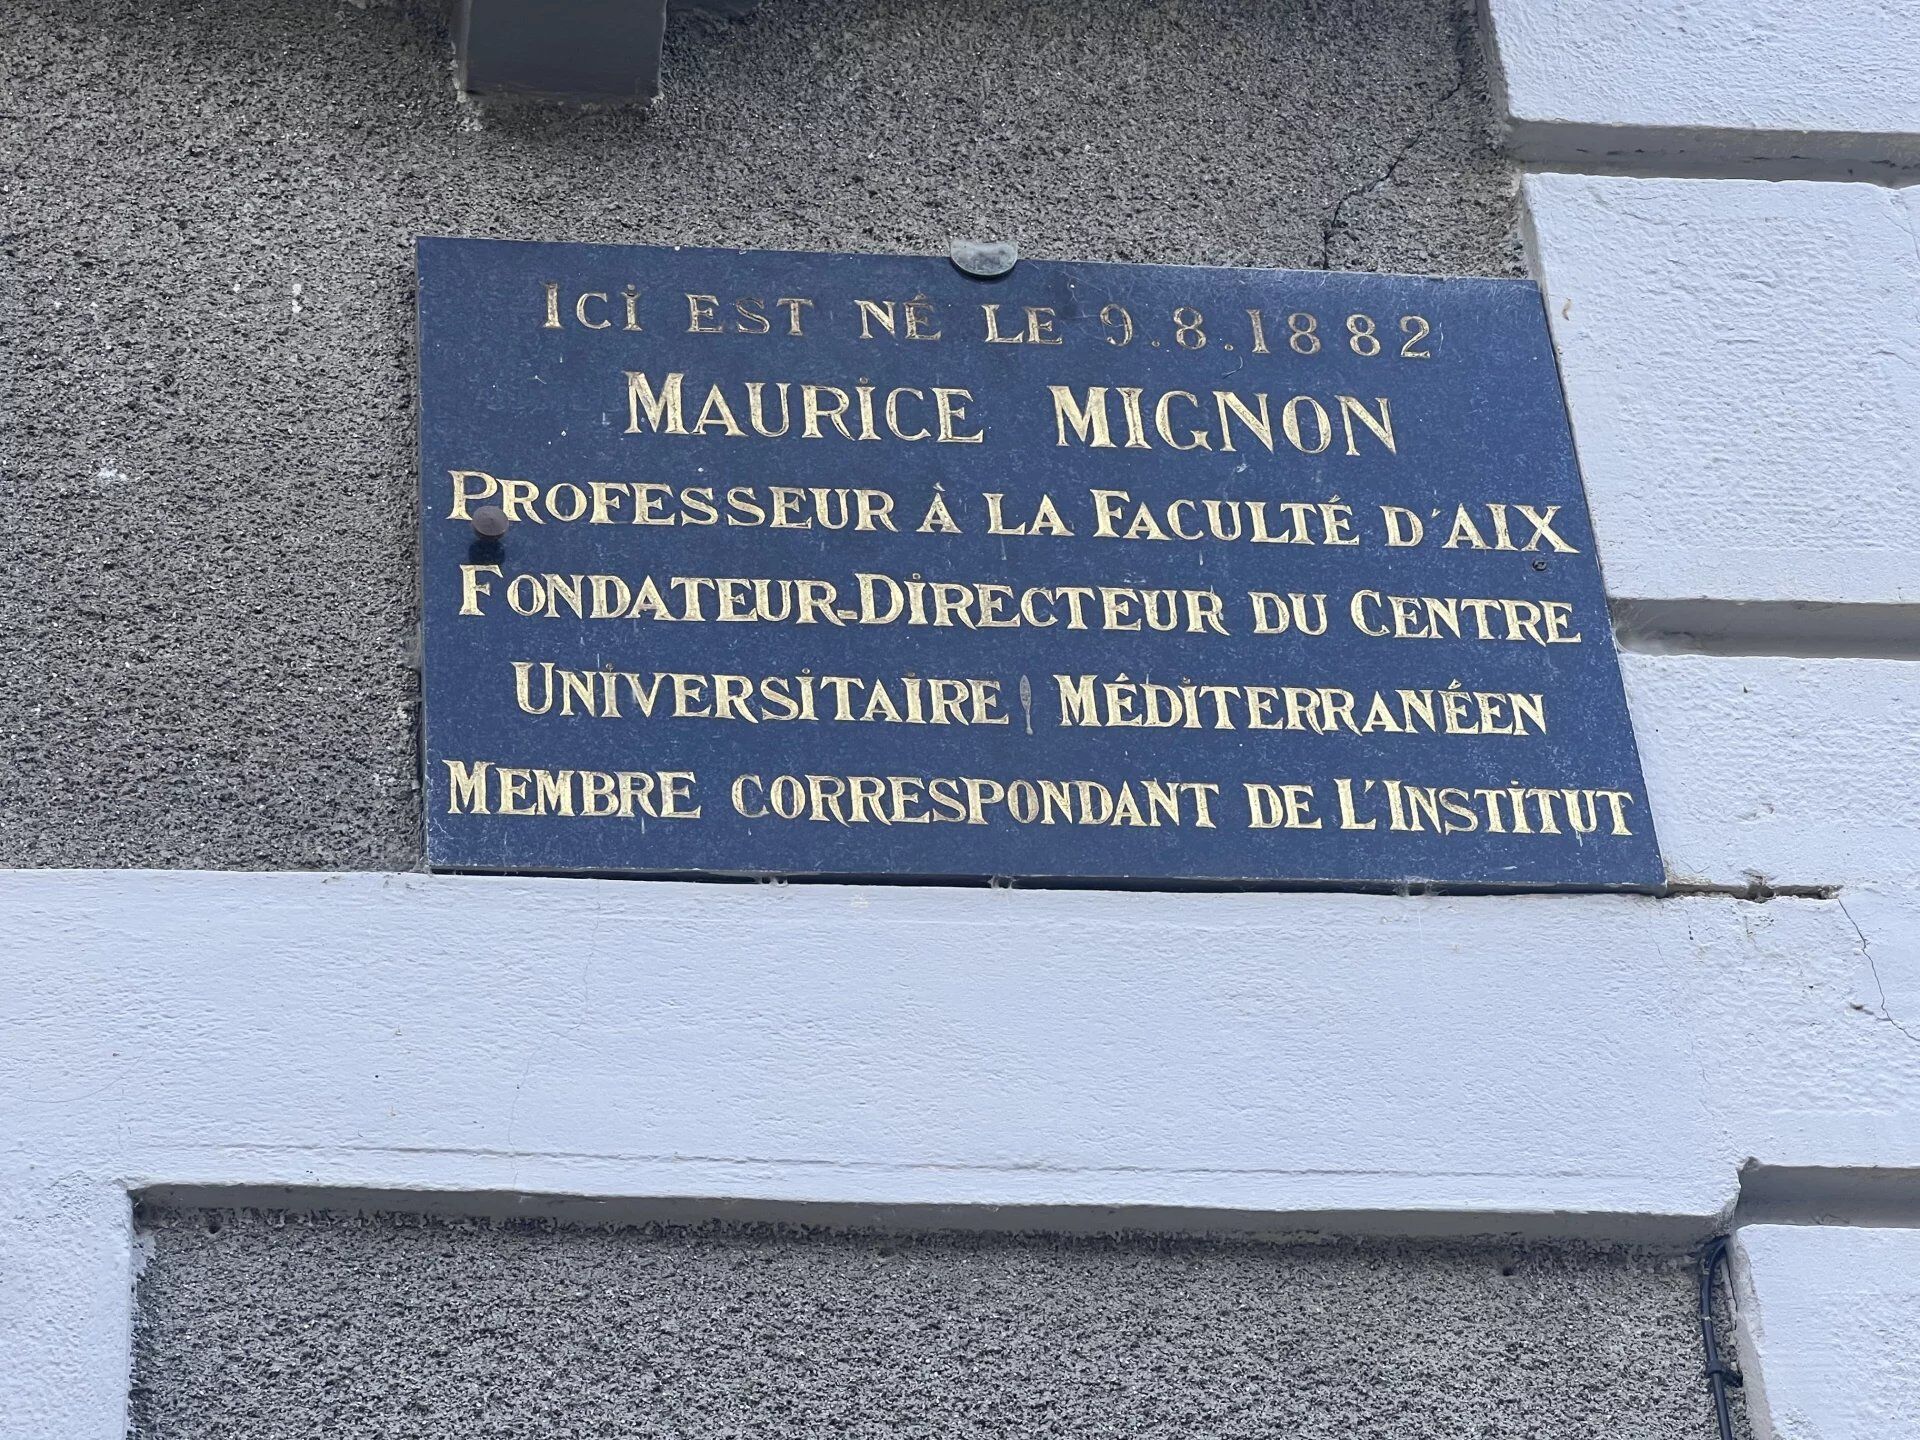 ICI EST NÉ LE 9.8.1882
MAURICE MIGNON
PROFESSEUR À LA FACULTÉ D'AIX
FONDATEUR-DIRECTEUR DU CENTRE
UNIVERSITAIRE MÉDITERRANÉEN
MEMBRE CORRESPONDANT DE L'INSTITUT